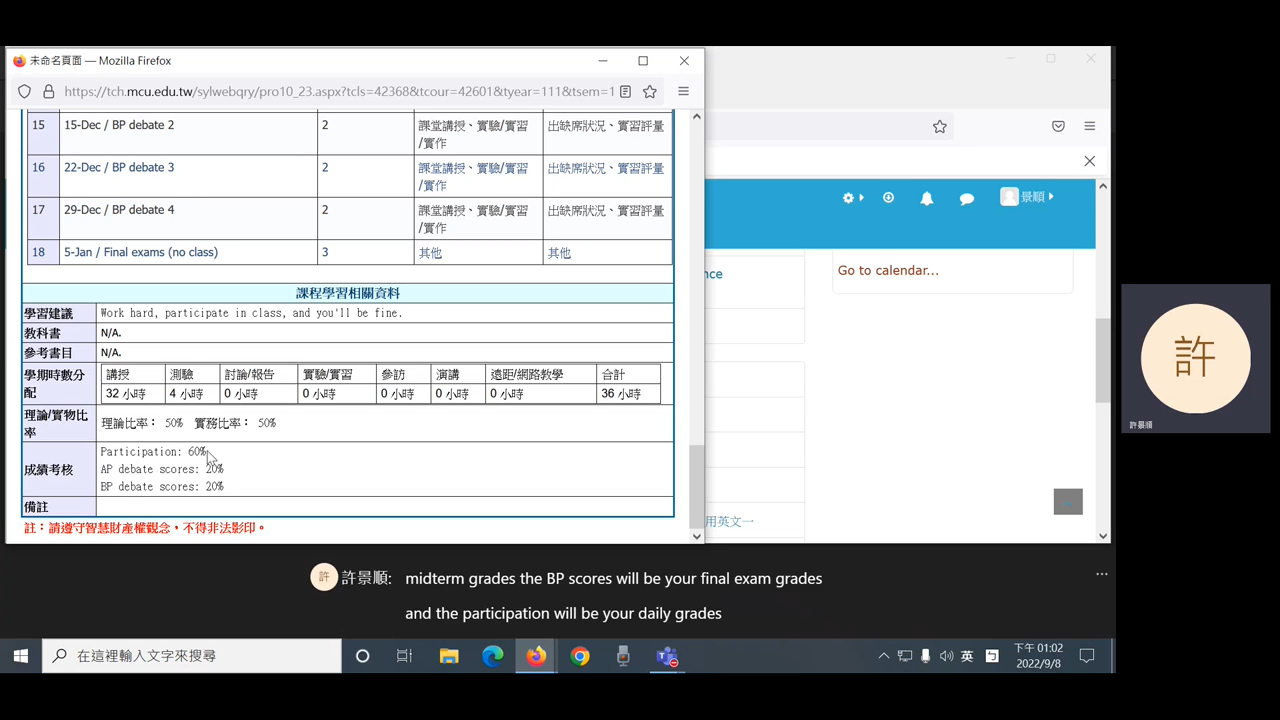 未命名頁面 — Mozilla Firefox
https://tch.mcu.edu.tw/sylwebqry/pro10_23.aspx?tcls=42368&tcour=42601&tyear=111&tsem=1
15 15-Dec / BP debate 2 2 課堂講授、實驗/實習 出缺席狀況、實習評量
/實作
16 22-Dec / BP debate 3 2 課堂講授、實驗/實習 出缺席狀況、實習評量
/實作
17 29-Dec / BP debate 4 2 課堂講授、實驗/實習 出缺席狀況、實習評量
/實作
18 5-Jan / Final exams (no class) 3 其他 其他
課程學習相關資料
學習建議 Work hard, participate in class, and you'll be fine.
教科書 N/A.
參考書目 N/A.
學期時數分配 講授 測驗 討論/報告 實驗/實習 參訪 演講 遠距/網路教學 合計
32 小時 4 小時 0 小時 0 小時 0 小時 0 小時 0 小時 36 小時
理論/實物比率 理論比率： 50% 實務比率： 50%
成績考核 Participation: 60%
AP debate scores: 20%
BP debate scores: 20%
備註
註：請遵守智慧財產權觀念，不得非法影印。
景順
nce
Go to calendar...
用英文一
許
許景順
許 許景順: midterm grades the BP scores will be your final exam grades
and the participation will be your daily grades
在這裡輸入文字來搜尋
英
下午 01:02
2022/9/8